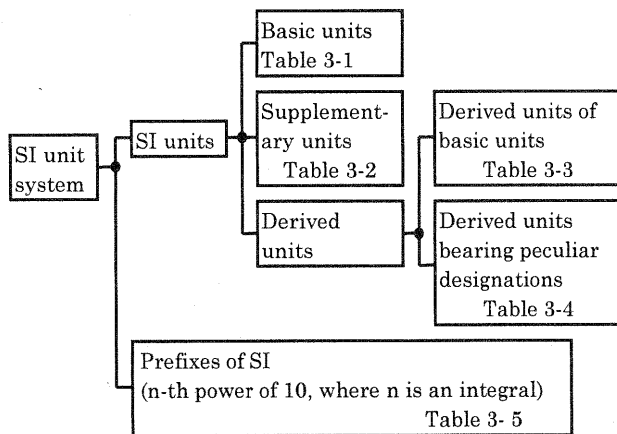 Basic units
Table 3-1
SI unit
system
SI units
Supplement-
ary units
Table 3-2
Derived
units
Derived units of
basic units
Table 3-3
Derived units
bearing peculiar
designations
Table 3-4
Prefixes of SI
(n-th power of 10, where n is an integral)
Table 3- 5